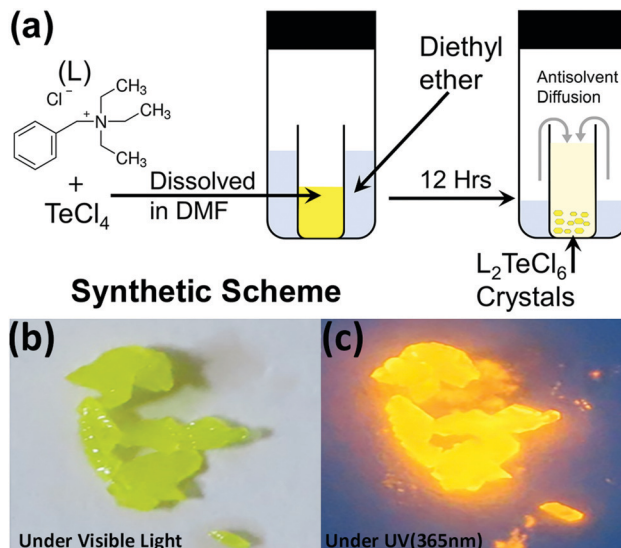 (a)
(L)
Cl⁻
CH₃
N⁺
CH₃
CH₃
+
TeCl₄
Dissolved
in DMF
Diethyl
ether
12 Hrs
Antisolvent
Diffusion
L₂TeCl₆
Crystals
Synthetic Scheme
(b)
Under Visible Light
(c)
Under UV(365nm)